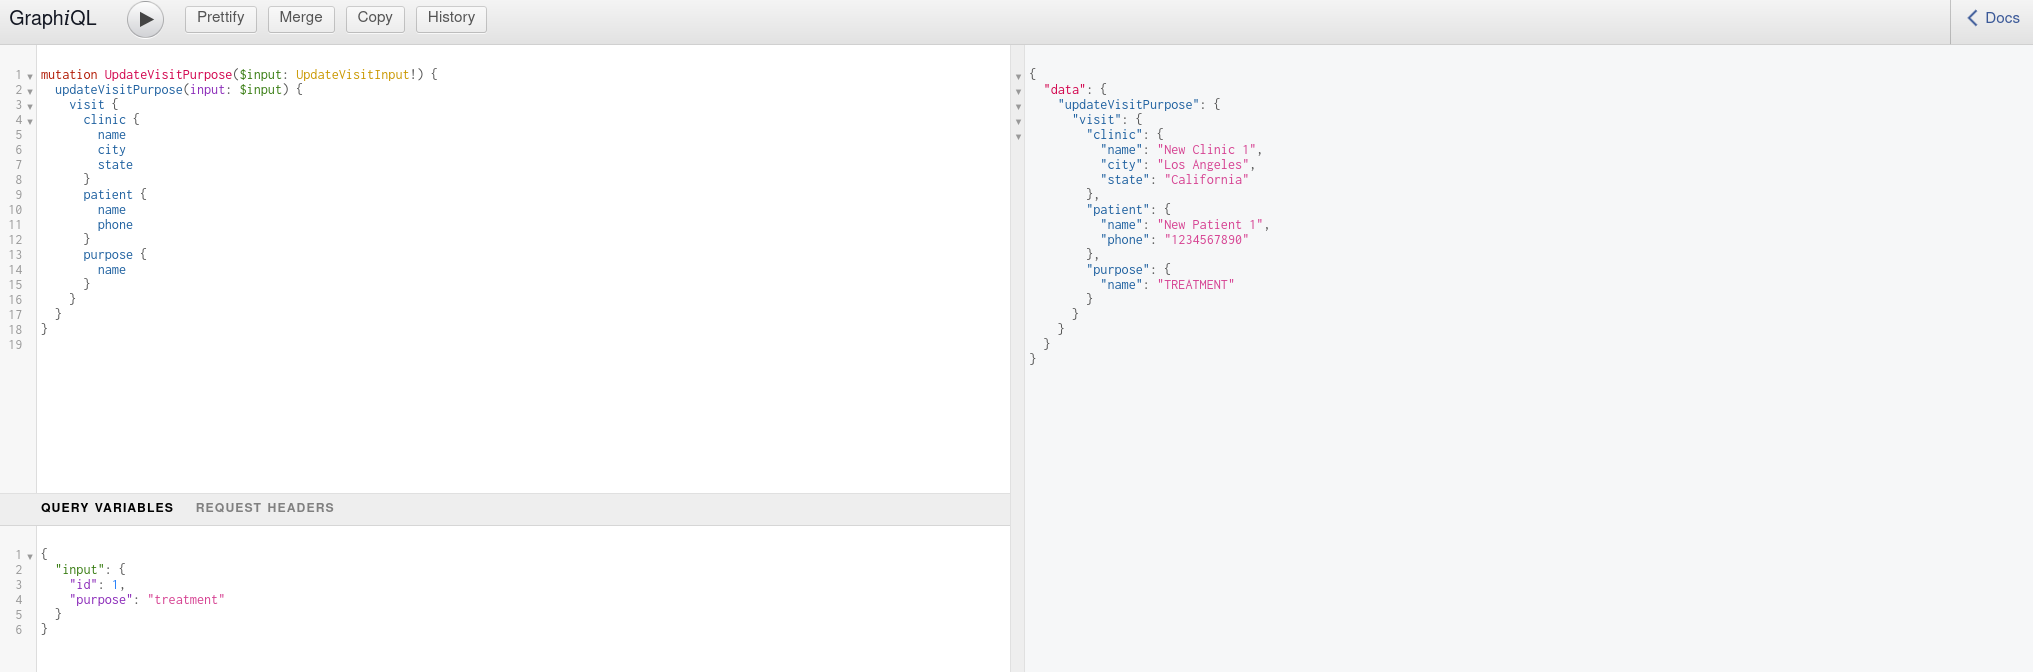 GraphiQL
Prettify Merge Copy History
Docs
1 mutation UpdateVisitPurpose($input: UpdateVisitInput!) {
2 updateVisitPurpose(input: $input) {
3 visit {
4 clinic {
5 name
6 city
7 state
8 }
9 patient {
10 name
11 phone
12 }
13 purpose {
14 name
15 }
16 }
17 }
18 }
19
QUERY VARIABLES REQUEST HEADERS
1 {
2 "input": {
3 "id": 1,
4 "purpose": "treatment"
5 }
6 }
{
"data": {
"updateVisitPurpose": {
"visit": {
"clinic": {
"name": "New Clinic 1",
"city": "Los Angeles",
"state": "California"
},
"patient": {
"name": "New Patient 1",
"phone": "1234567890"
},
"purpose": {
"name": "TREATMENT"
}
}
}
}
}